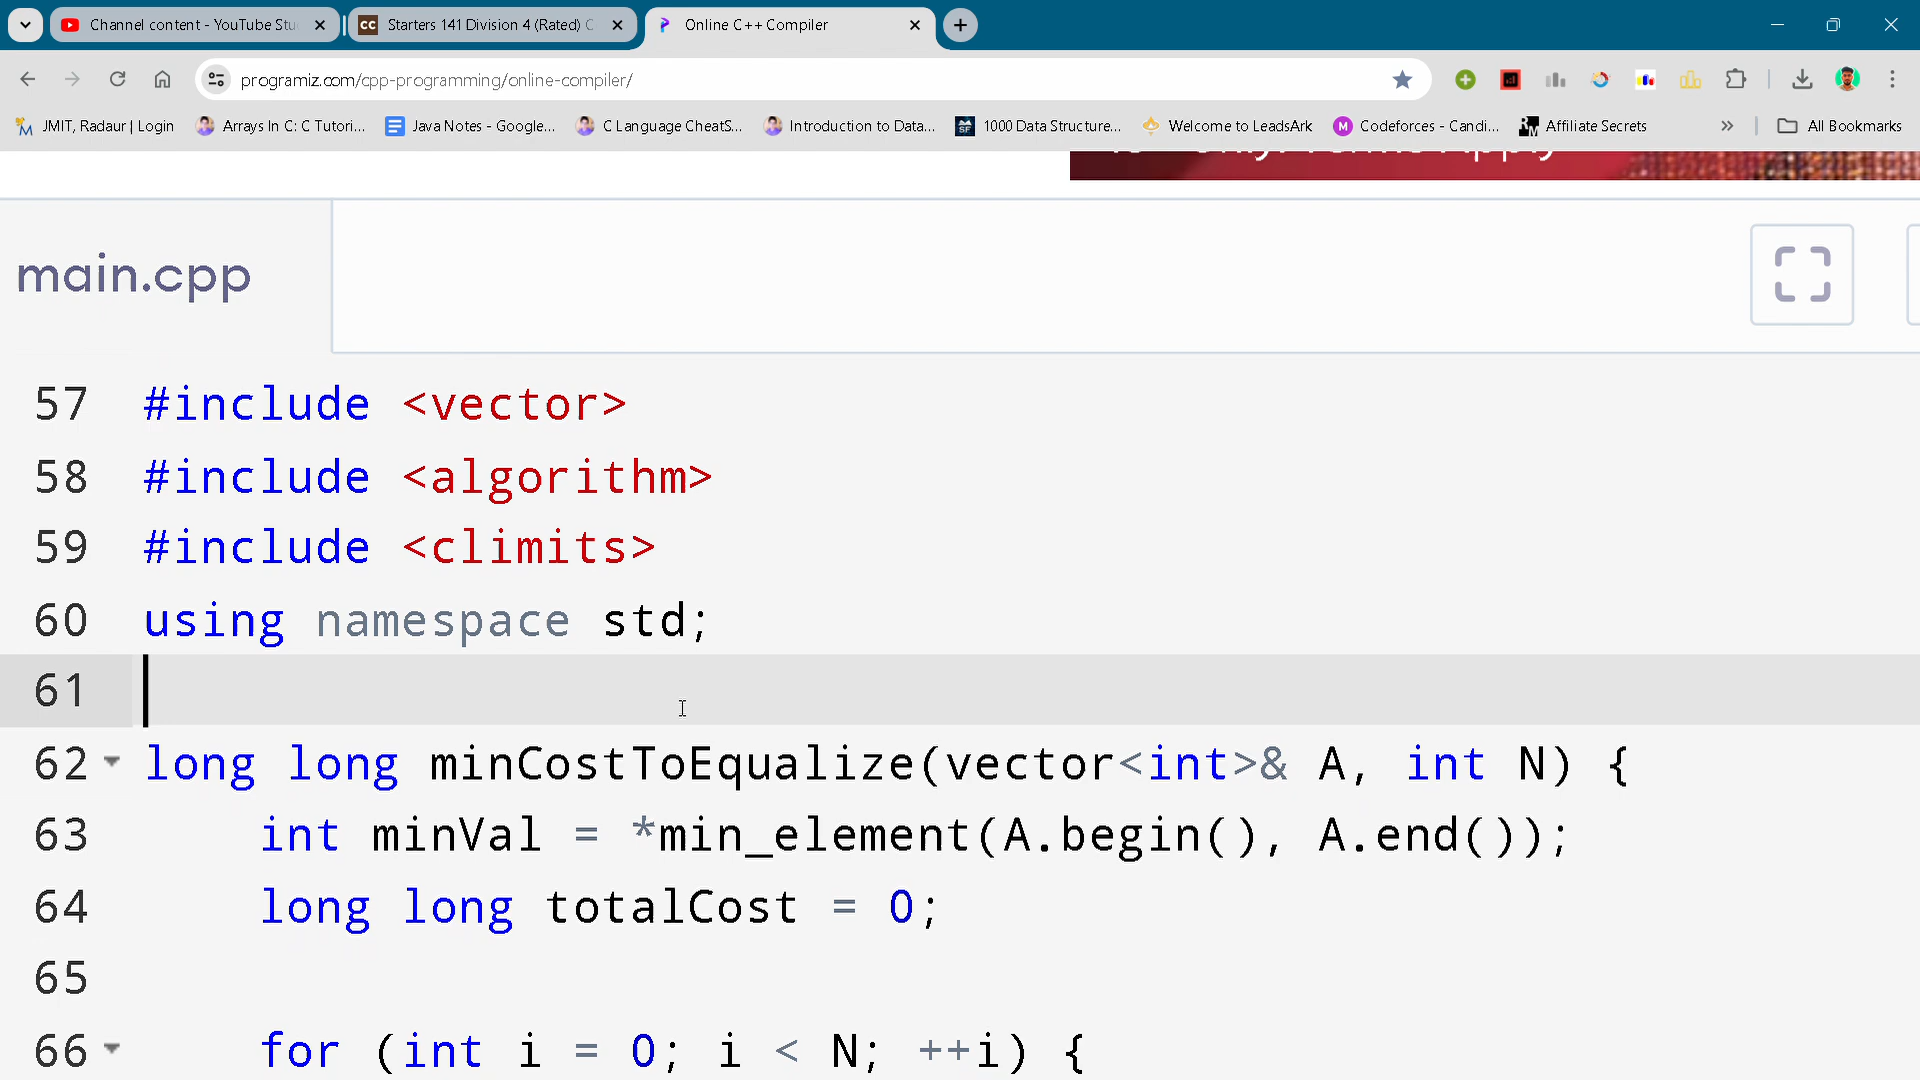 Channel content - YouTube Stu
Starters 141 Division 4 (Rated) C
Online C++ Compiler
programiz.com/cpp-programming/online-compiler/
JMIT, Radaur | Login
Arrays In C: C Tutori...
Java Notes - Google...
C Language CheatS...
Introduction to Data...
1000 Data Structure...
Welcome to LeadsArk
Codeforces - Candi...
Affiliate Secrets
All Bookmarks
main.cpp
57 #include <vector>
58 #include <algorithm>
59 #include <climits>
60 using namespace std;
61
62 long long minCostToEqualize(vector<int>& A, int N) {
63 int minVal = *min_element(A.begin(), A.end());
64 long long totalCost = 0;
65
66 for (int i = 0; i < N; ++i) {